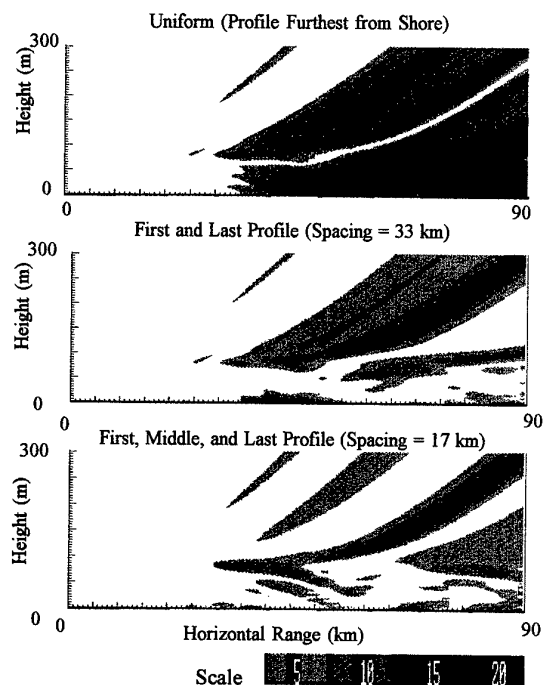 Uniform (Profile Furthest from Shore)
300
Height (m)
0
0
90
First and Last Profile (Spacing = 33 km)
300
Height (m)
0
0
90
First, Middle, and Last Profile (Spacing = 17 km)
300
Height (m)
0
0
90
Horizontal Range (km)
Scale 5 10 15 20